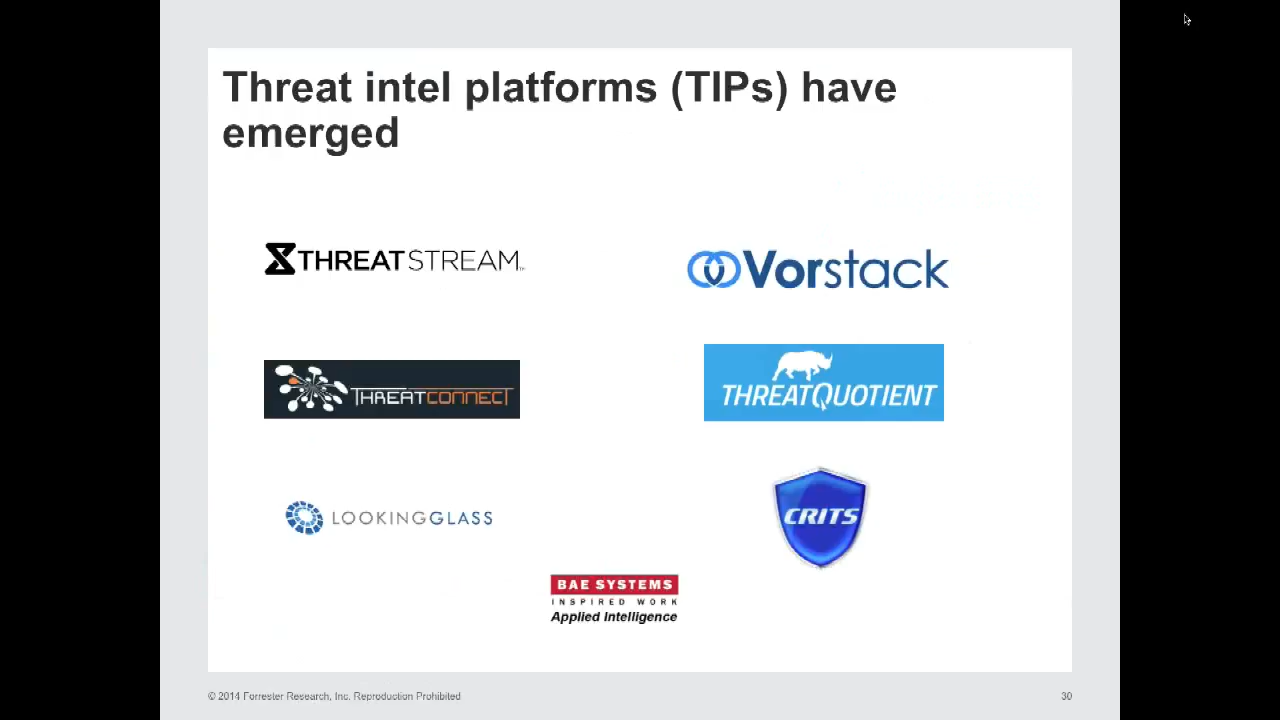 Threat intel platforms (TIPs) have
emerged
THREATSTREAM
Vorstack
THREATCONNECT
THREATQUOTIENT
LOOKINGGLASS
CRITS
BAE SYSTEMS
INSPIRED WORK
Applied Intelligence
© 2014 Forrester Research, Inc. Reproduction Prohibited
30